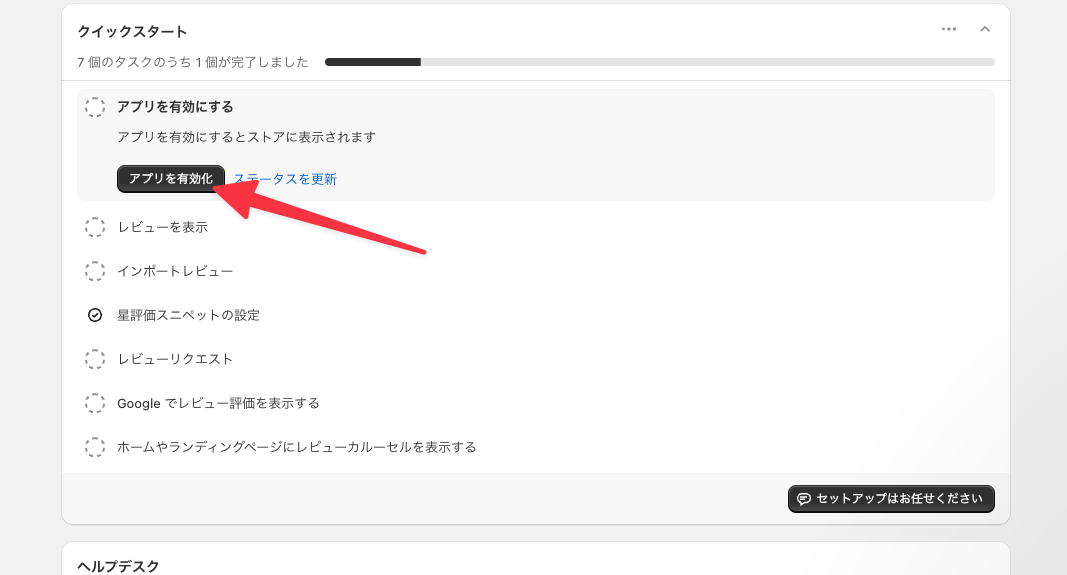 クイックスタート
7 個のタスクのうち 1 個が完了しました
アプリを有効にする
アプリを有効にするとストアに表示されます
アプリを有効化 ステータスを更新
レビューを表示
インポートレビュー
星評価スニペットの設定
レビューリクエスト
Google でレビュー評価を表示する
ホームやランディングページにレビューカルーセルを表示する
セットアップはお任せください
ヘルプデスク